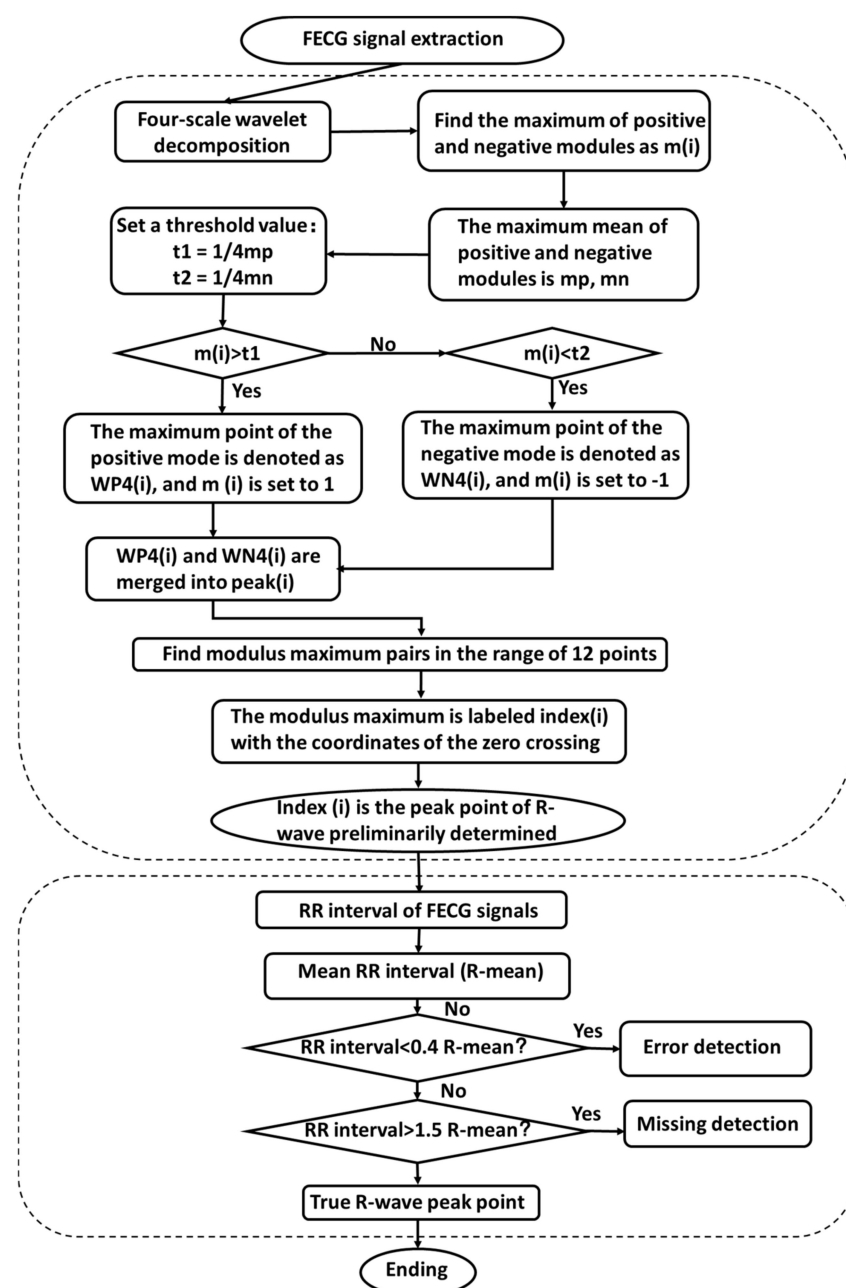 FECG signal extraction
Four-scale wavelet
decomposition
Find the maximum of positive
and negative modules as m(i)
Set a threshold value：
t1 = 1/4mp
t2 = 1/4mn
The maximum mean of
positive and negative
modules is mp, mn
m(i)>t1
No
m(i)<t2
Yes
Yes
The maximum point of the
positive mode is denoted as
WP4(i), and m (i) is set to 1
The maximum point of the
negative mode is denoted as
WN4(i), and m(i) is set to -1
WP4(i) and WN4(i) are
merged into peak(i)
Find modulus maximum pairs in the range of 12 points
The modulus maximum is labeled index(i)
with the coordinates of the zero crossing
Index (i) is the peak point of R-
wave preliminarily determined
RR interval of FECG signals
Mean RR interval (R-mean)
No
RR interval<0.4 R-mean？
Yes
Error detection
No
RR interval>1.5 R-mean？
Yes
Missing detection
True R-wave peak point
Ending